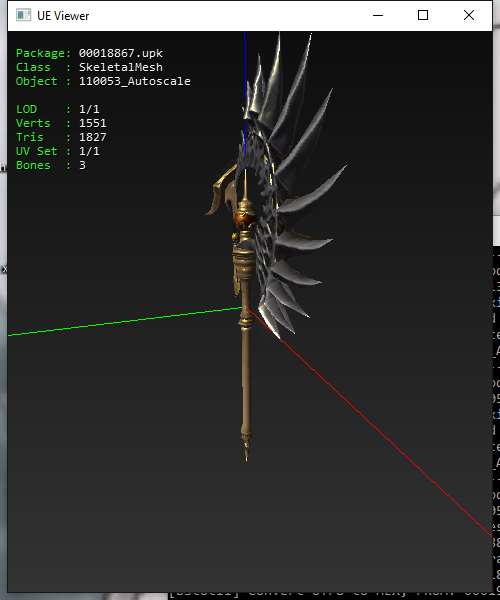 UE Viewer
Package: 00018867.upk
Class : SkeletalMesh
Object : 110053_Autoscale
LOD : 1/1
Verts : 1551
Tris : 1827
UV Set : 1/1
Bones : 3